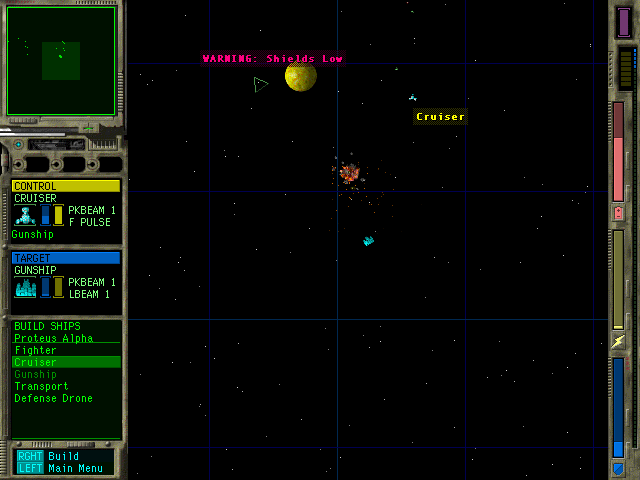 WARNING: Shields Low
Cruiser
CONTROL
CRUISER
PKBEAM 1
F PULSE
Gunship
TARGET
GUNSHIP
PKBEAM 1
LBEAM 1
BUILD SHIPS
Proteus Alpha
Fighter
Cruiser
Gunship
Transport
Defense Drone
RGHT Build
LEFT Main Menu